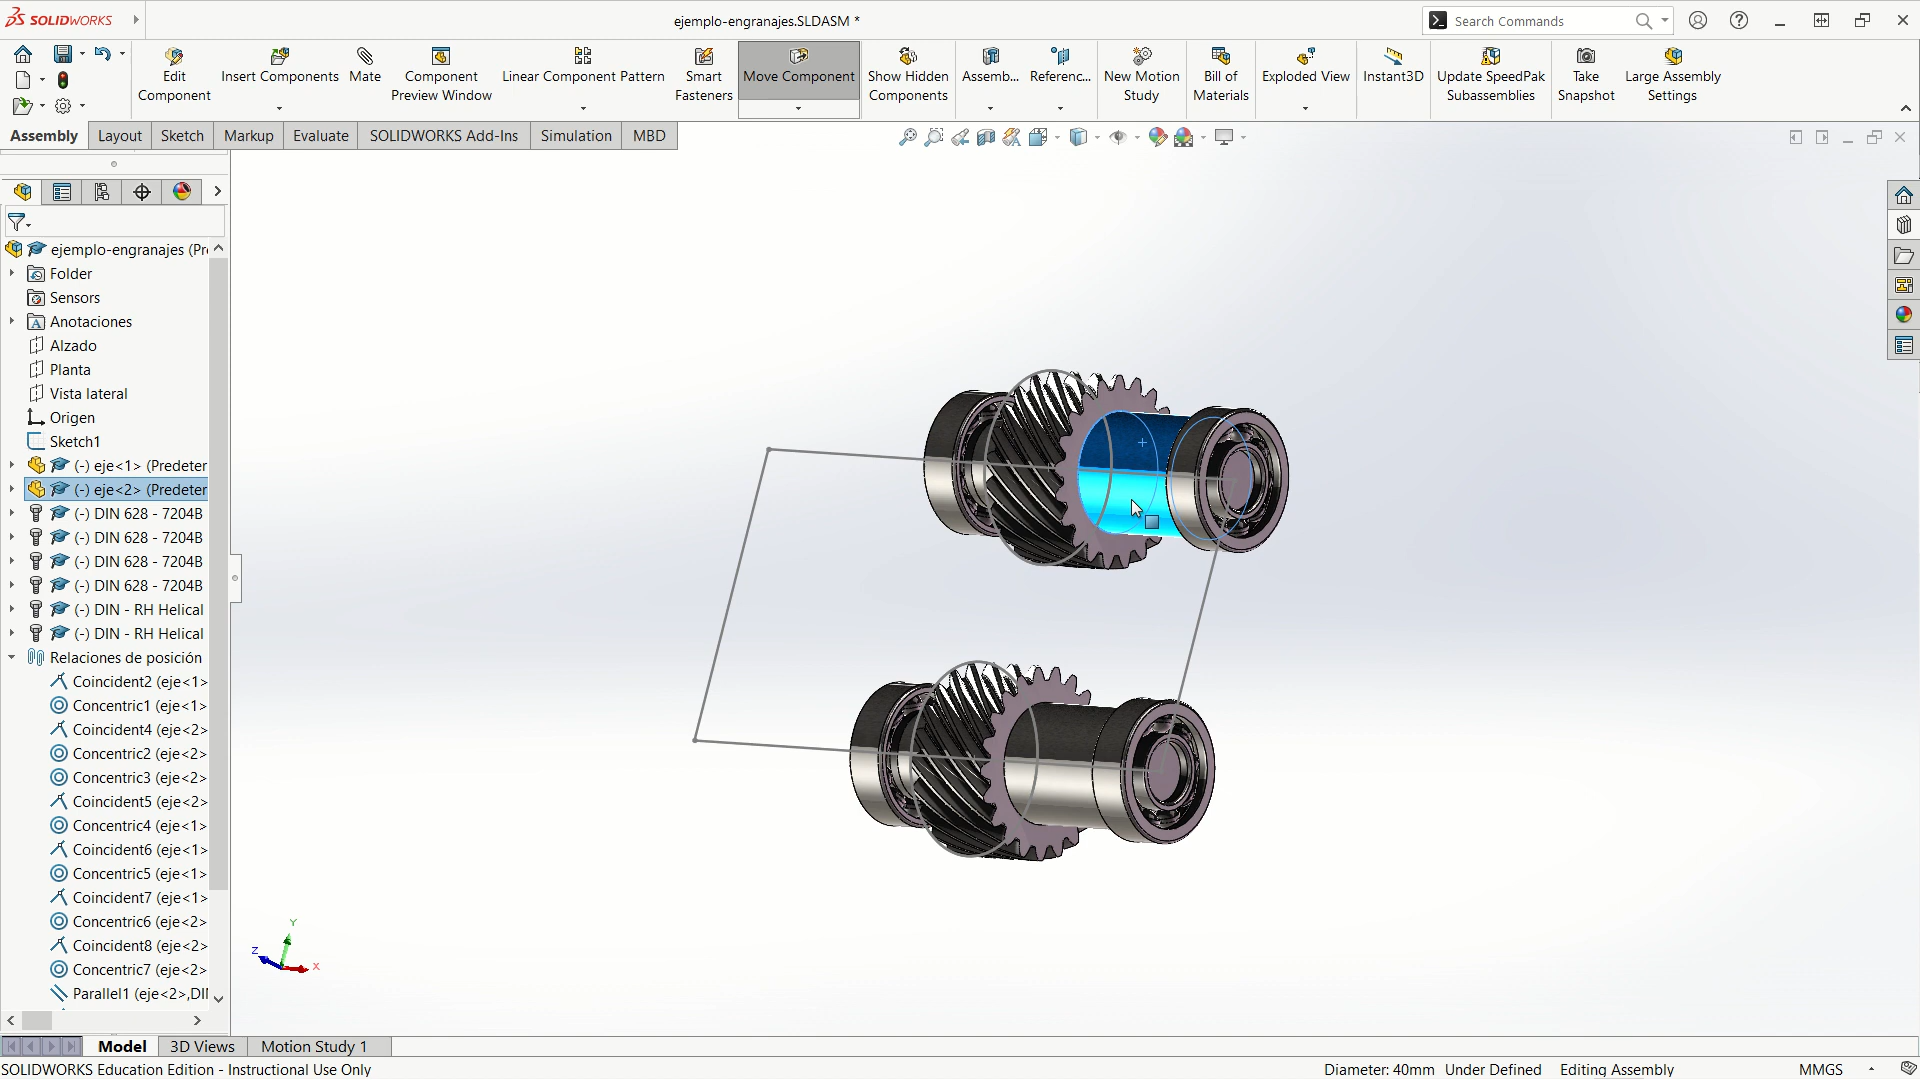 SOLIDWORKS
ejemplo-engranajes.SLDASM *
Search Commands
Edit Component
Insert Components
Mate
Component Preview Window
Linear Component Pattern
Smart Fasteners
Move Component
Show Hidden Components
Assemb...
Referenc...
New Motion Study
Bill of Materials
Exploded View
Instant3D
Update SpeedPak Subassemblies
Take Snapshot
Large Assembly Settings
Assembly
Layout
Sketch
Markup
Evaluate
SOLIDWORKS Add-Ins
Simulation
MBD
ejemplo-engranajes (Pr
Folder
Sensors
Anotaciones
Alzado
Planta
Vista lateral
Origen
Sketch1
(-) eje<1> (Predeter
(-) eje<2> (Predeter
(-) DIN 628 - 7204B
(-) DIN 628 - 7204B
(-) DIN 628 - 7204B
(-) DIN 628 - 7204B
(-) DIN - RH Helical
(-) DIN - RH Helical
Relaciones de posición
Coincident2 (eje<1>
Concentric1 (eje<1>
Coincident4 (eje<2>
Concentric2 (eje<2>
Concentric3 (eje<2>
Coincident5 (eje<2>
Concentric4 (eje<1>
Coincident6 (eje<1>
Concentric5 (eje<1>
Coincident7 (eje<1>
Concentric6 (eje<2>
Coincident8 (eje<2>
Concentric7 (eje<2>
Parallel1 (eje<2>,DI
Y
Z
X
Model
3D Views
Motion Study 1
SOLIDWORKS Education Edition - Instructional Use Only
Diameter: 40mm
Under Defined
Editing Assembly
MMGS